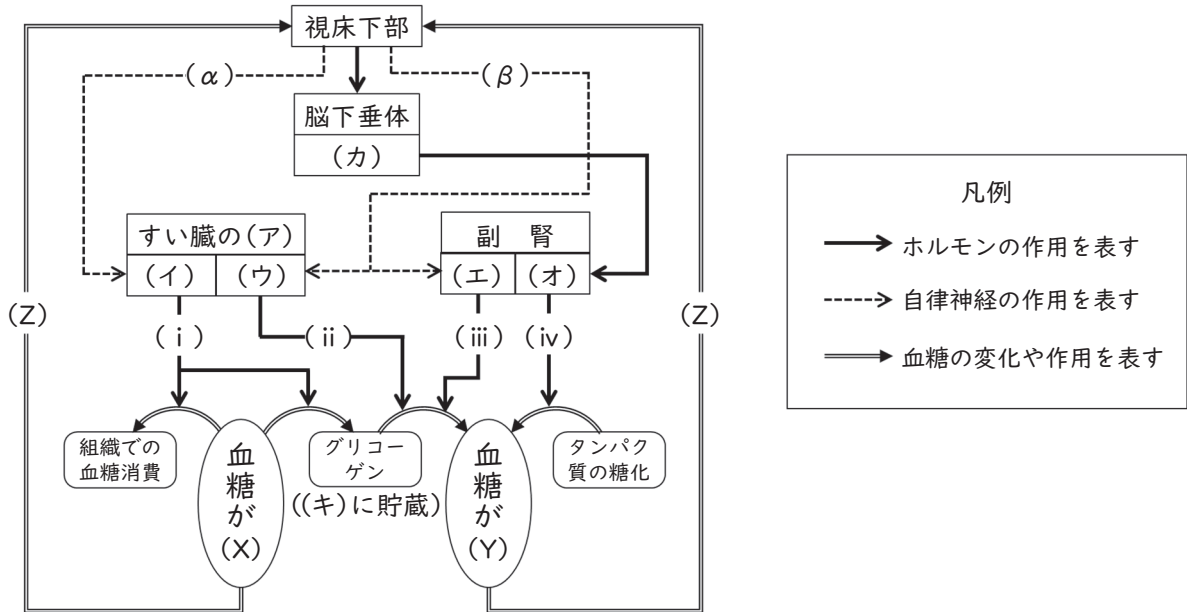 視床下部
(α)
(β)
脳下垂体
(カ)
すい臓の(ア)
(イ)
(ウ)
副 腎
(エ)
(オ)
(Z)
(ⅰ)
(ⅱ)
(ⅲ)
(ⅳ)
(Z)
組織での
血糖消費
血糖が
(X)
グリコー
ゲン
((キ)に貯蔵)
血糖が
(Y)
タンパク
質の糖化
凡例
ホルモンの作用を表す
自律神経の作用を表す
血糖の変化や作用を表す